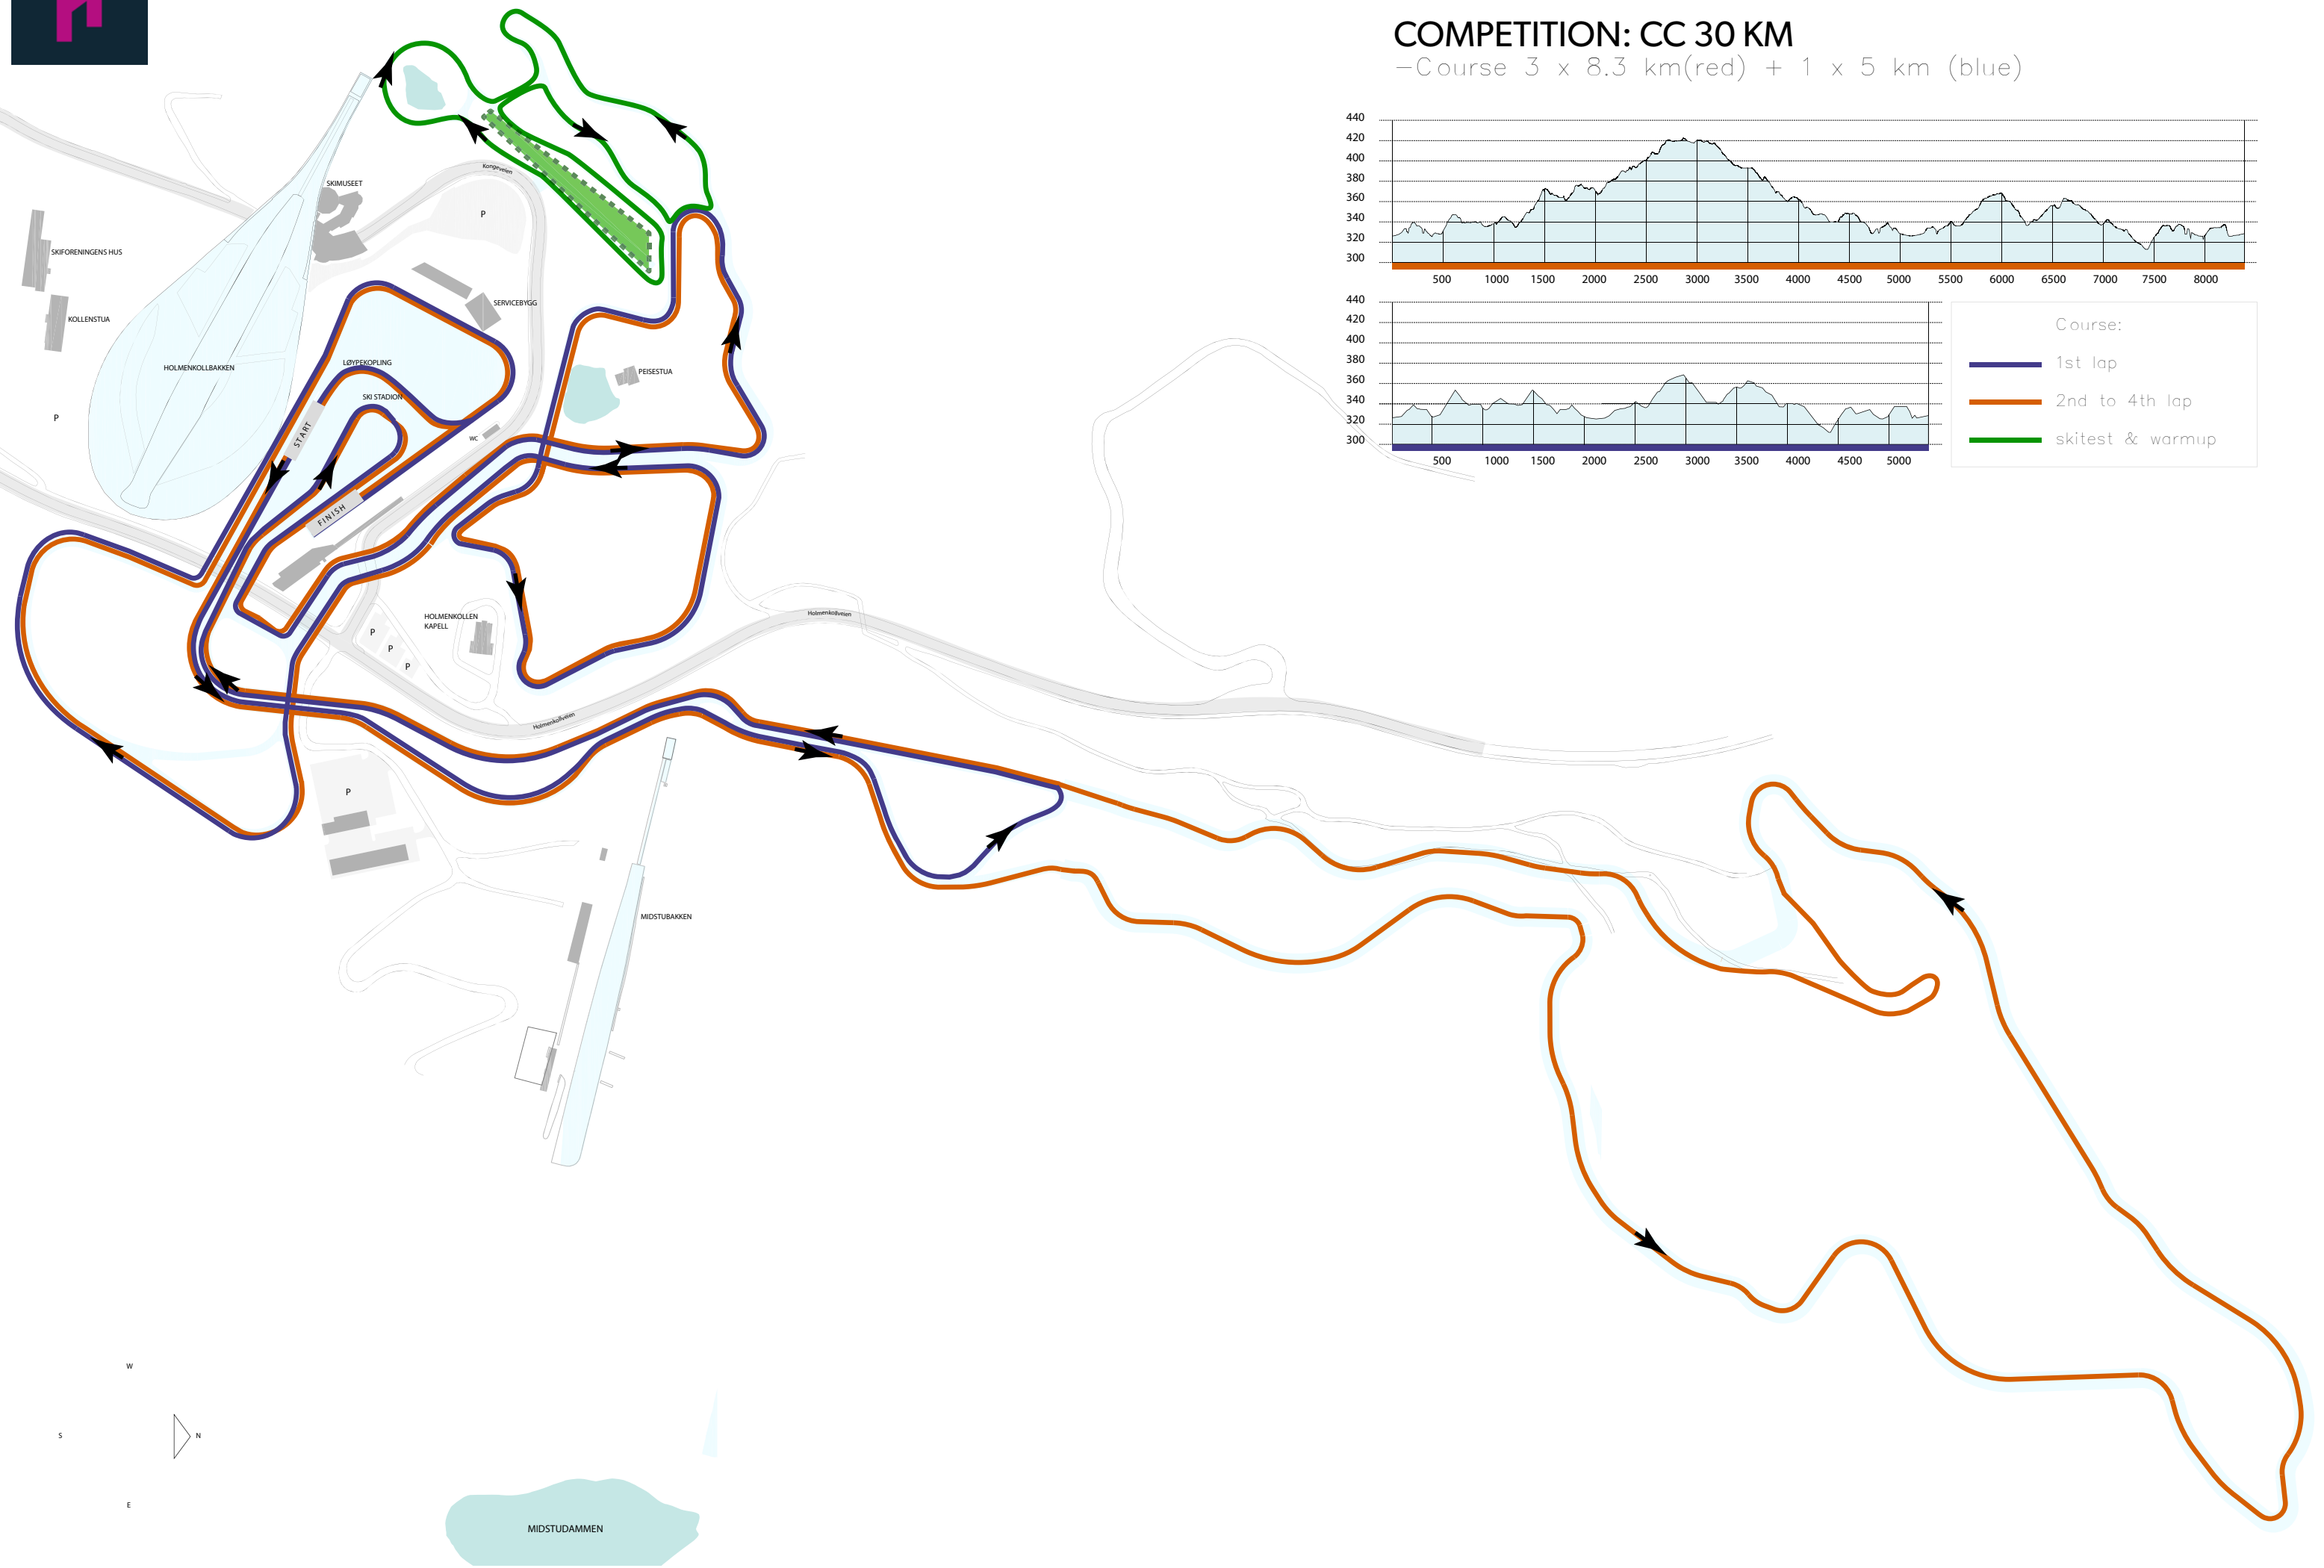 COMPETITION: CC 30 KM
-Course 3 x 8.3 km(red) + 1 x 5 km (blue)
440
420
400
380
360
340
320
300
500 1000 1500 2000 2500 3000 3500 4000 4500 5000 5500 6000 6500 7000 7500 8000
440
420
400
380
360
340
320
300
500 1000 1500 2000 2500 3000 3500 4000 4500 5000
Course:
1st lap
2nd to 4th lap
skitest & warmup
Kongeveien
SKIMUSEET
P
SKIFORENINGENS HUS
SERVICEBYGG
KOLLENSTUA
LØYPEKOPLING
HOLMENKOLLBAKKEN
PEISESTUA
SKI STADION
P
START
WC
FINISH
HOLMENKOLLEN
KAPELL
Holmenkollveien
P
P
P
Holmenkollveien
P
MIDSTUBAKKEN
W
S
N
E
MIDSTUDAMMEN